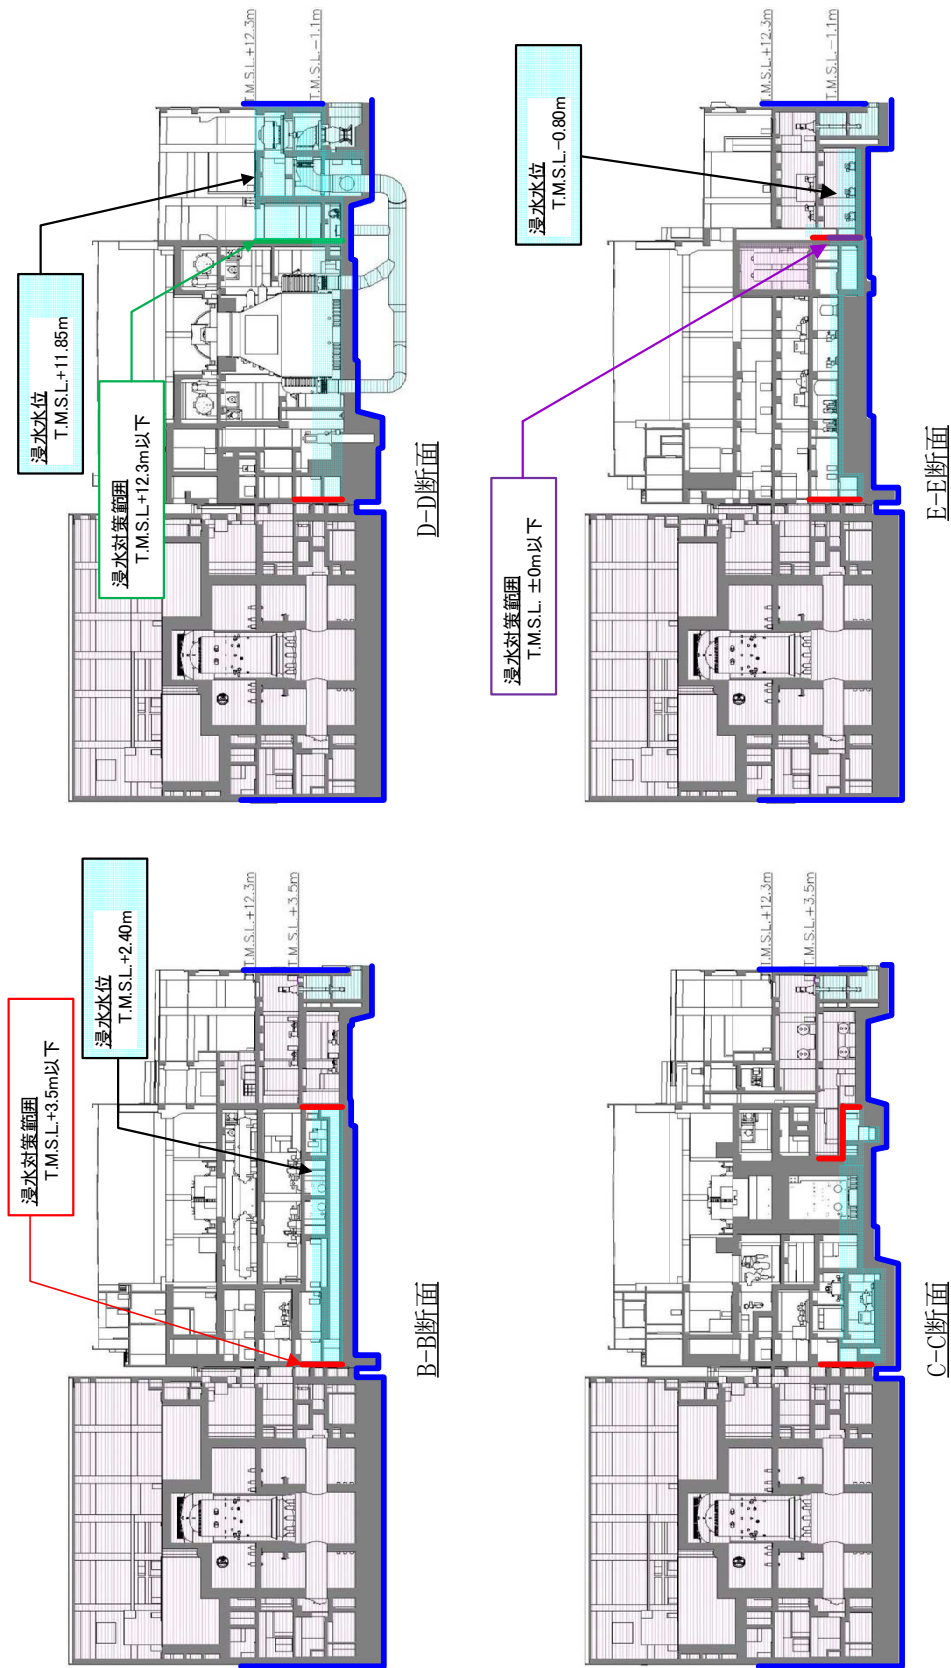 浸水対策範囲
T.M.S.L.+3.5m以下
浸水水位
T.M.S.L.+2.40m
T.M.S.L.+12.3m
T.M.S.L.+3.5m
B-B断面
浸水水位
T.M.S.L.+11.85m
浸水対策範囲
T.M.S.L.+12.3m以下
T.M.S.L.+12.3m
T.M.S.L.-1.1m
D-D断面
T.M.S.L.+12.3m
T.M.S.L.+3.5m
C-C断面
浸水水位
T.M.S.L.-0.80m
浸水対策範囲
T.M.S.L. ±0m以下
T.M.S.L.+12.3m
T.M.S.L.-1.1m
E-E断面